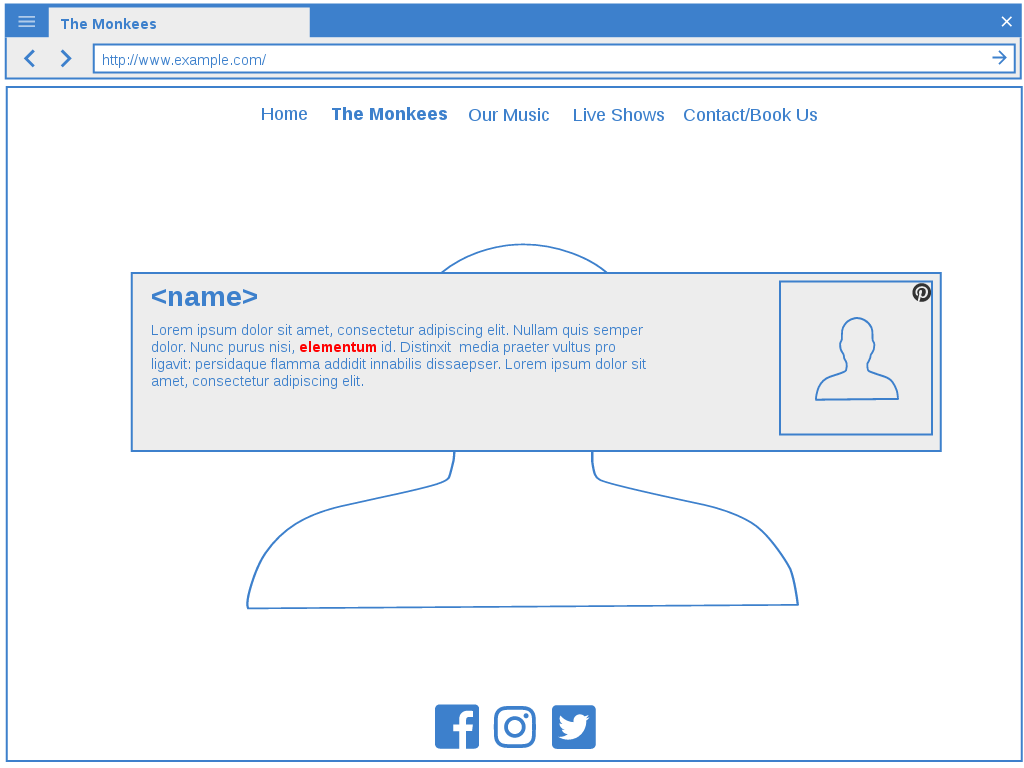 The Monkees
http://www.example.com/
Home The Monkees Our Music Live Shows Contact/Book Us
<name>
Lorem ipsum dolor sit amet, consectetur adipiscing elit. Nullam quis semper
dolor. Nunc purus nisi, elementum id. Distinxit  media praeter vultus pro
ligavit: persidaque flamma addidit innabilis dissaepser. Lorem ipsum dolor sit
amet, consectetur adipiscing elit.